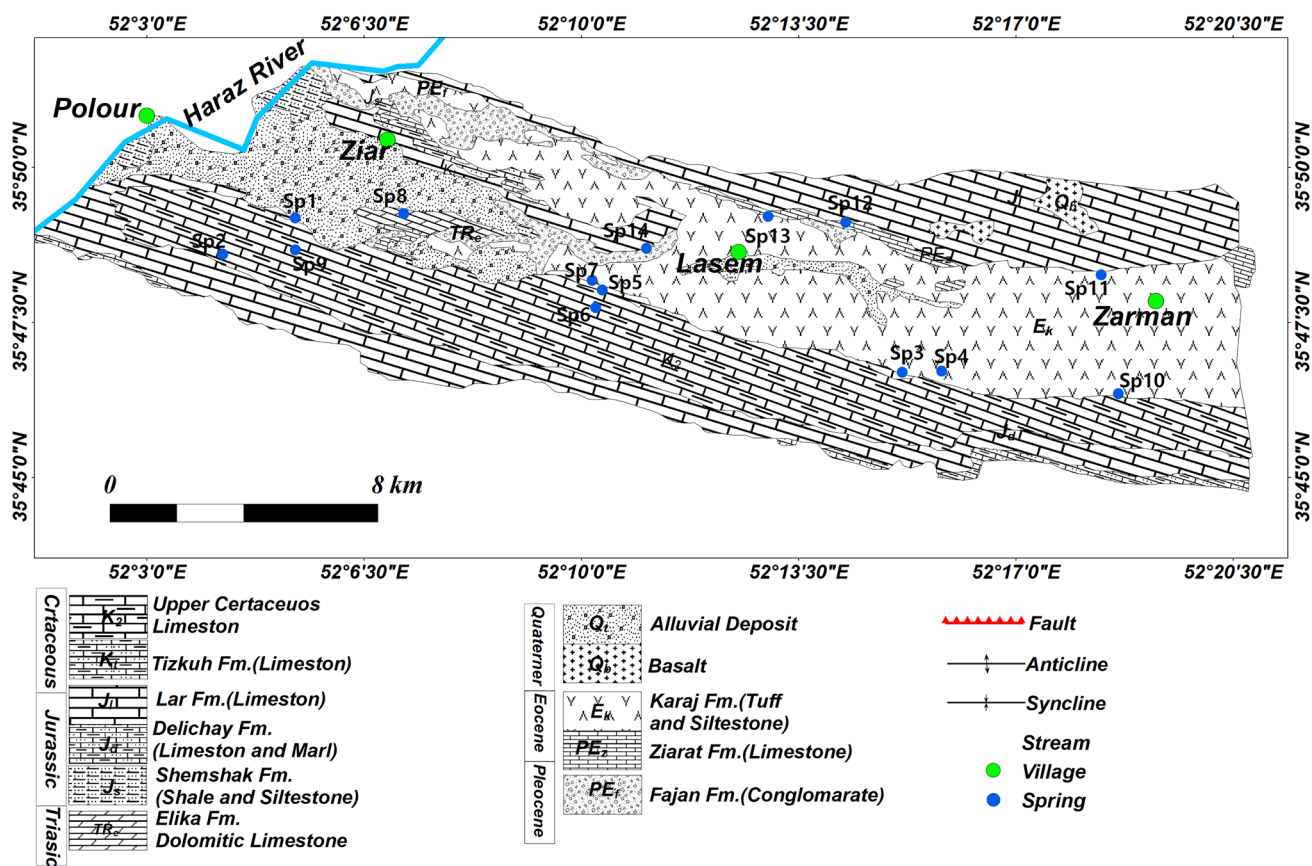 52°3'0"E 52°6'30"E 52°10'0"E 52°13'30"E 52°17'0"E 52°20'30"E
Haraz River
Polour
PEf
Js
Ziar
35°50'0"N
35°50'0"N
K
Jl
Qb
Sp1
Sp8
Sp12
TRe
Sp14
Sp13
Sp2
Sp9
Lasem
PEz
Sp7
Sp5
Sp11
Sp6
Zarman
35°47'30"N
35°47'30"N
Ek
K2
Sp3
Sp4
Sp10
Jd
35°45'0"N
35°45'0"N
0 8 km
52°3'0"E 52°6'30"E 52°10'0"E 52°13'30"E 52°17'0"E 52°20'30"E
Crtaceous
K2 Upper Certaceuos
Limeston
Tizkuh Fm.(Limeston)
Jurassic
Jl Lar Fm.(Limeston)
Jd Delichay Fm.
(Limeston and Marl)
Js Shemshak Fm.
(Shale and Siltestone)
Triasic
TRe Elika Fm.
Dolomitic Limestone
Quaterner
Qt Alluvial Deposit
Qb Basalt
Eocene
Ek Karaj Fm.(Tuff
and Siltestone)
PEz Ziarat Fm.(Limestone)
Pleocene
PEf Fajan Fm.(Conglomarate)
Fault
Anticline
Syncline
Stream
Village
Spring